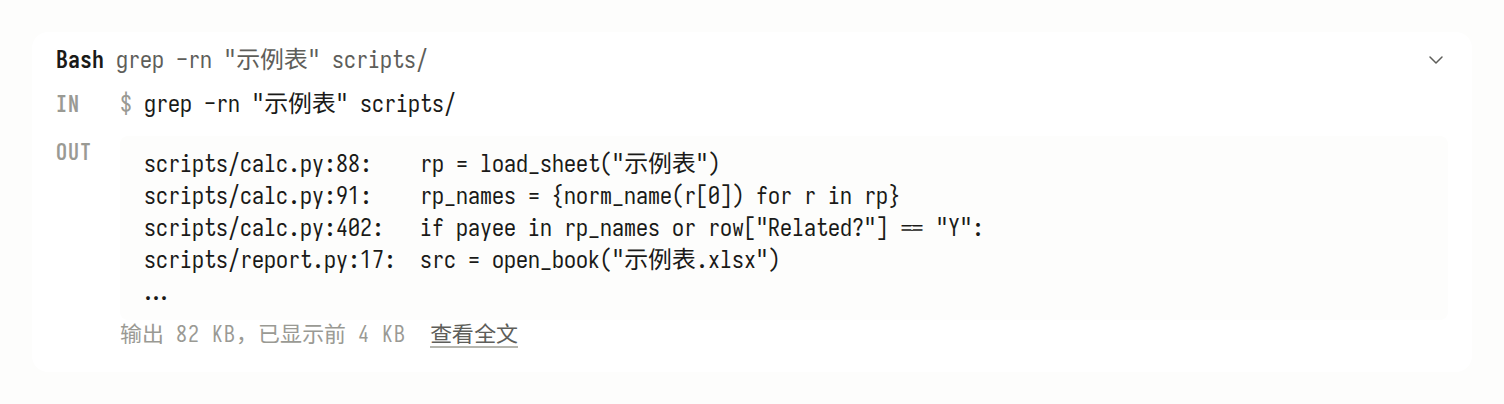 Bash grep -rn "示例表" scripts/
IN $ grep -rn "示例表" scripts/
OUT
scripts/calc.py:88:    rp = load_sheet("示例表")
scripts/calc.py:91:    rp_names = {norm_name(r[0]) for r in rp}
scripts/calc.py:402:   if payee in rp_names or row["Related?"] == "Y":
scripts/report.py:17:  src = open_book("示例表.xlsx")
...
输出 82 KB，已显示前 4 KB 查看全文